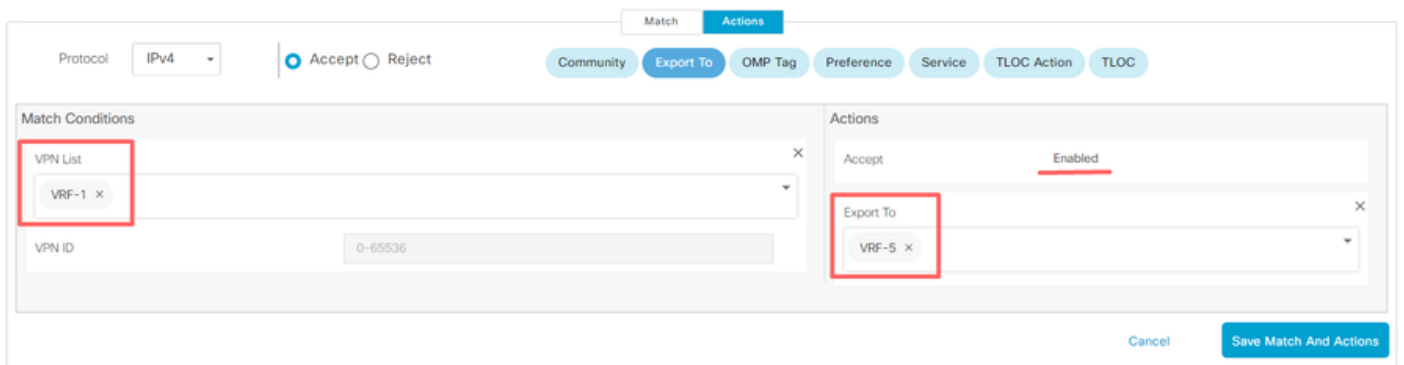 Match Actions
Protocol IPv4 Accept Reject Community Export To OMP Tag Preference Service TLOC Action TLOC
Match Conditions
VPN List ×
VRF-1 ×
VPN ID 0-65536
Actions
Accept Enabled
Export To ×
VRF-5 ×
Cancel Save Match And Actions